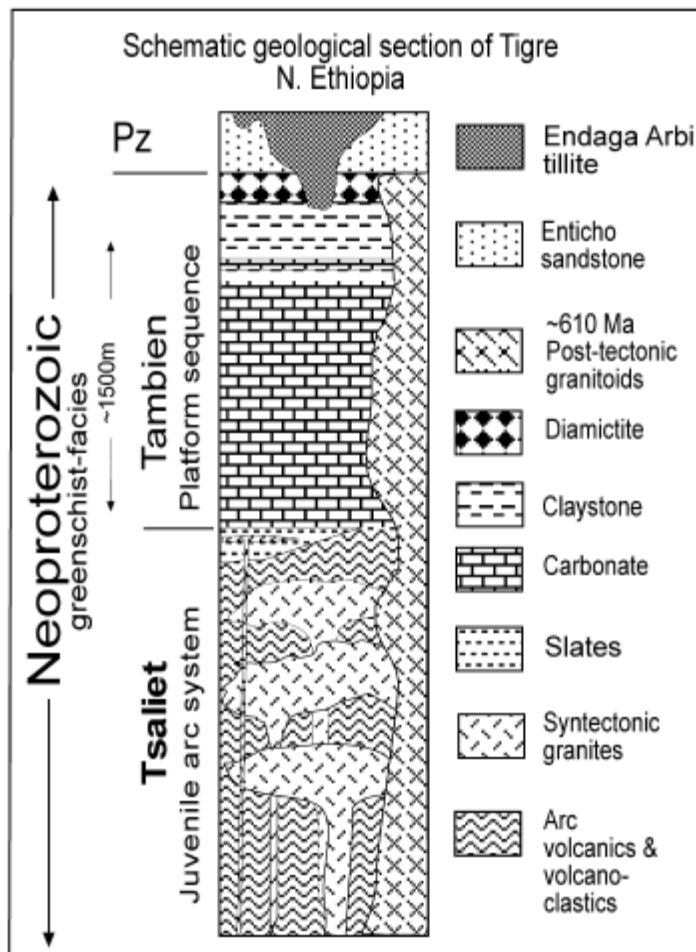 Schematic geological section of Tigre
N. Ethiopia
Pz
Neoproterozoic
greenschist-facies
~1500m
Tambien
Platform sequence
Tsaliet
Juvenile arc system
Endaga Arbi
tillite
Enticho
sandstone
~610 Ma
Post-tectonic
granitoids
Diamictite
Claystone
Carbonate
Slates
Syntectonic
granites
Arc
volcanics &
volcano-
clastics